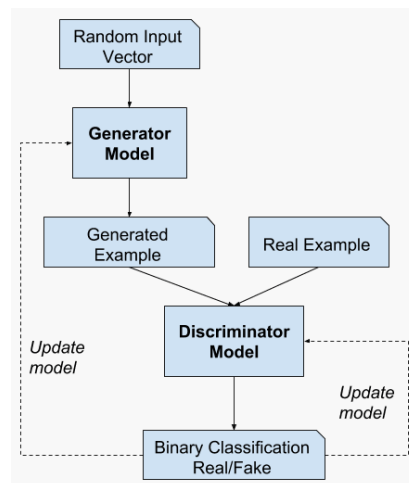 Random Input
Vector
Generator
Model
Generated
Example
Real Example
Discriminator
Model
Update
model
Update
model
Binary Classification
Real/Fake